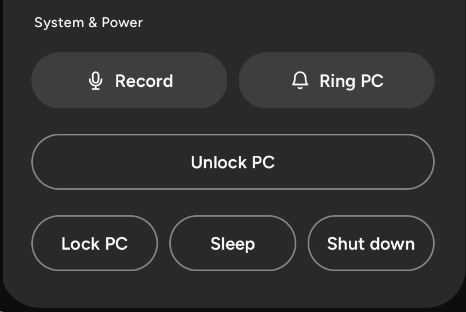 System & Power
Record Ring PC
Unlock PC
Lock PC Sleep Shut down